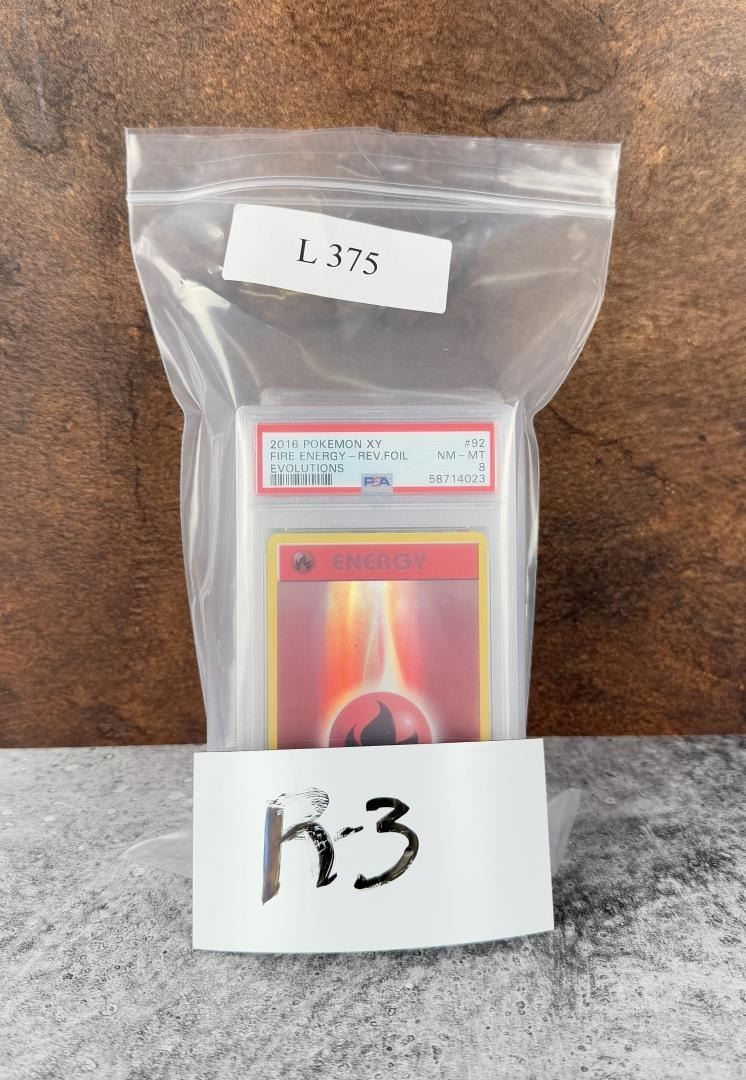 L 375
2016 POKEMON XY #92
FIRE ENERGY - REV.FOIL NM - MT
EVOLUTIONS 8
PSA 58714023
ENERGY
R-3